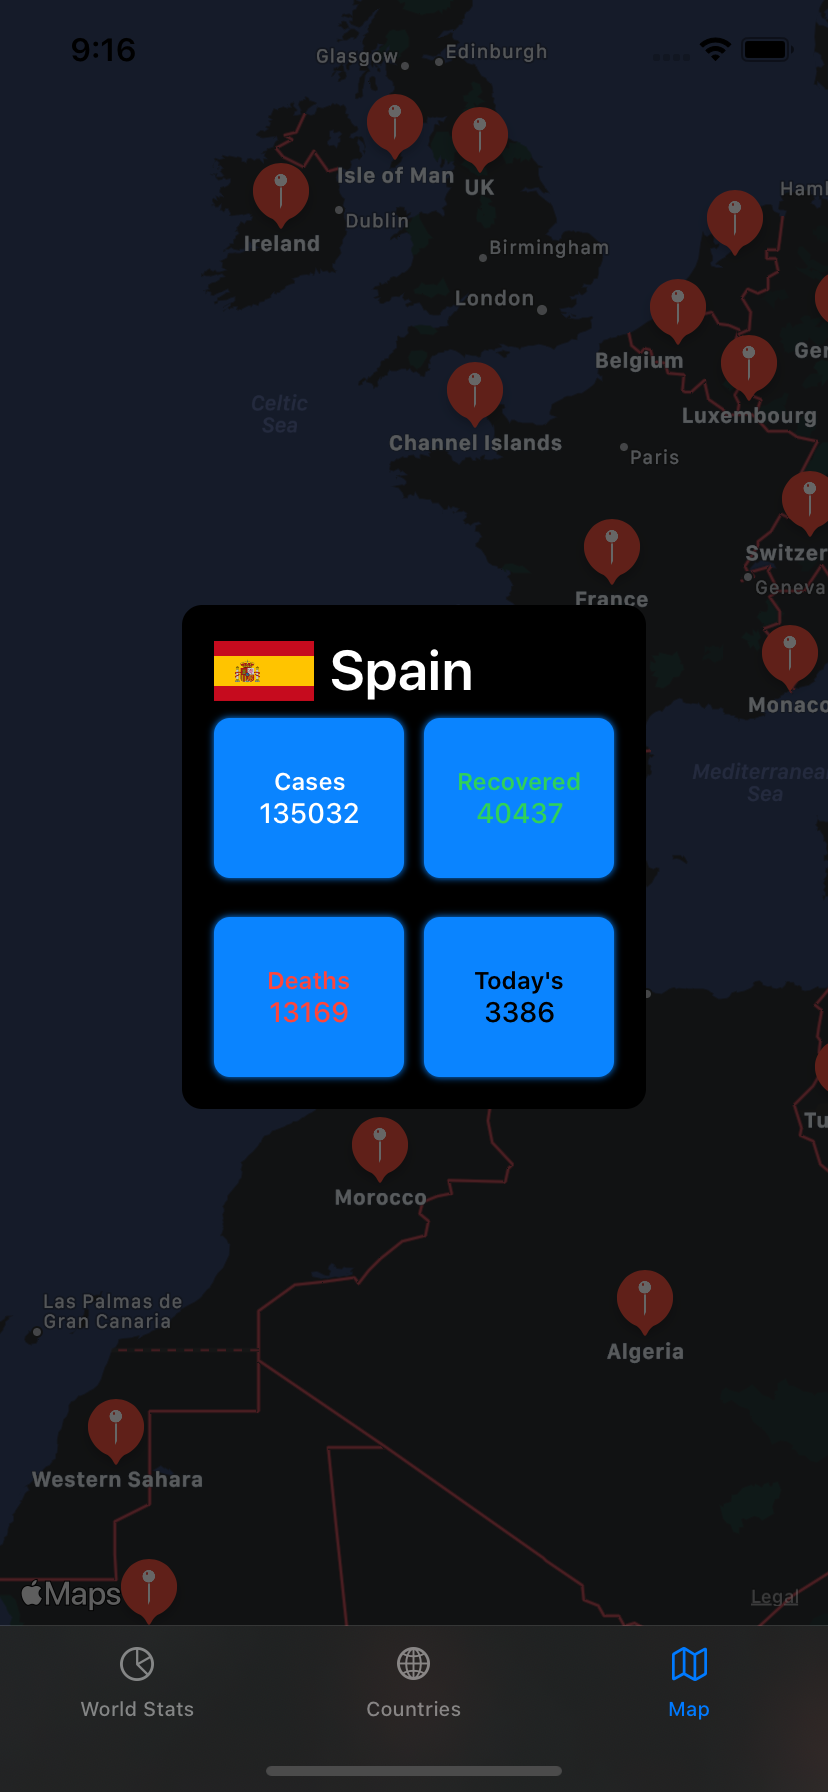 9:16
Glasgow
Edinburgh
Isle of Man
UK
Ireland
Dublin
Birmingham
London
Belgium
Luxembourg
Celtic
Sea
Channel Islands
Paris
Geneva
France
Spain
Cases
135032
Recovered
40437
Deaths
13169
Today's
3386
Morocco
Las Palmas de
Gran Canaria
Algeria
Western Sahara
Maps
Legal
Ham
Ger
Switzer
Monaco
Mediterranea
Sea
Tu
World Stats
Countries
Map